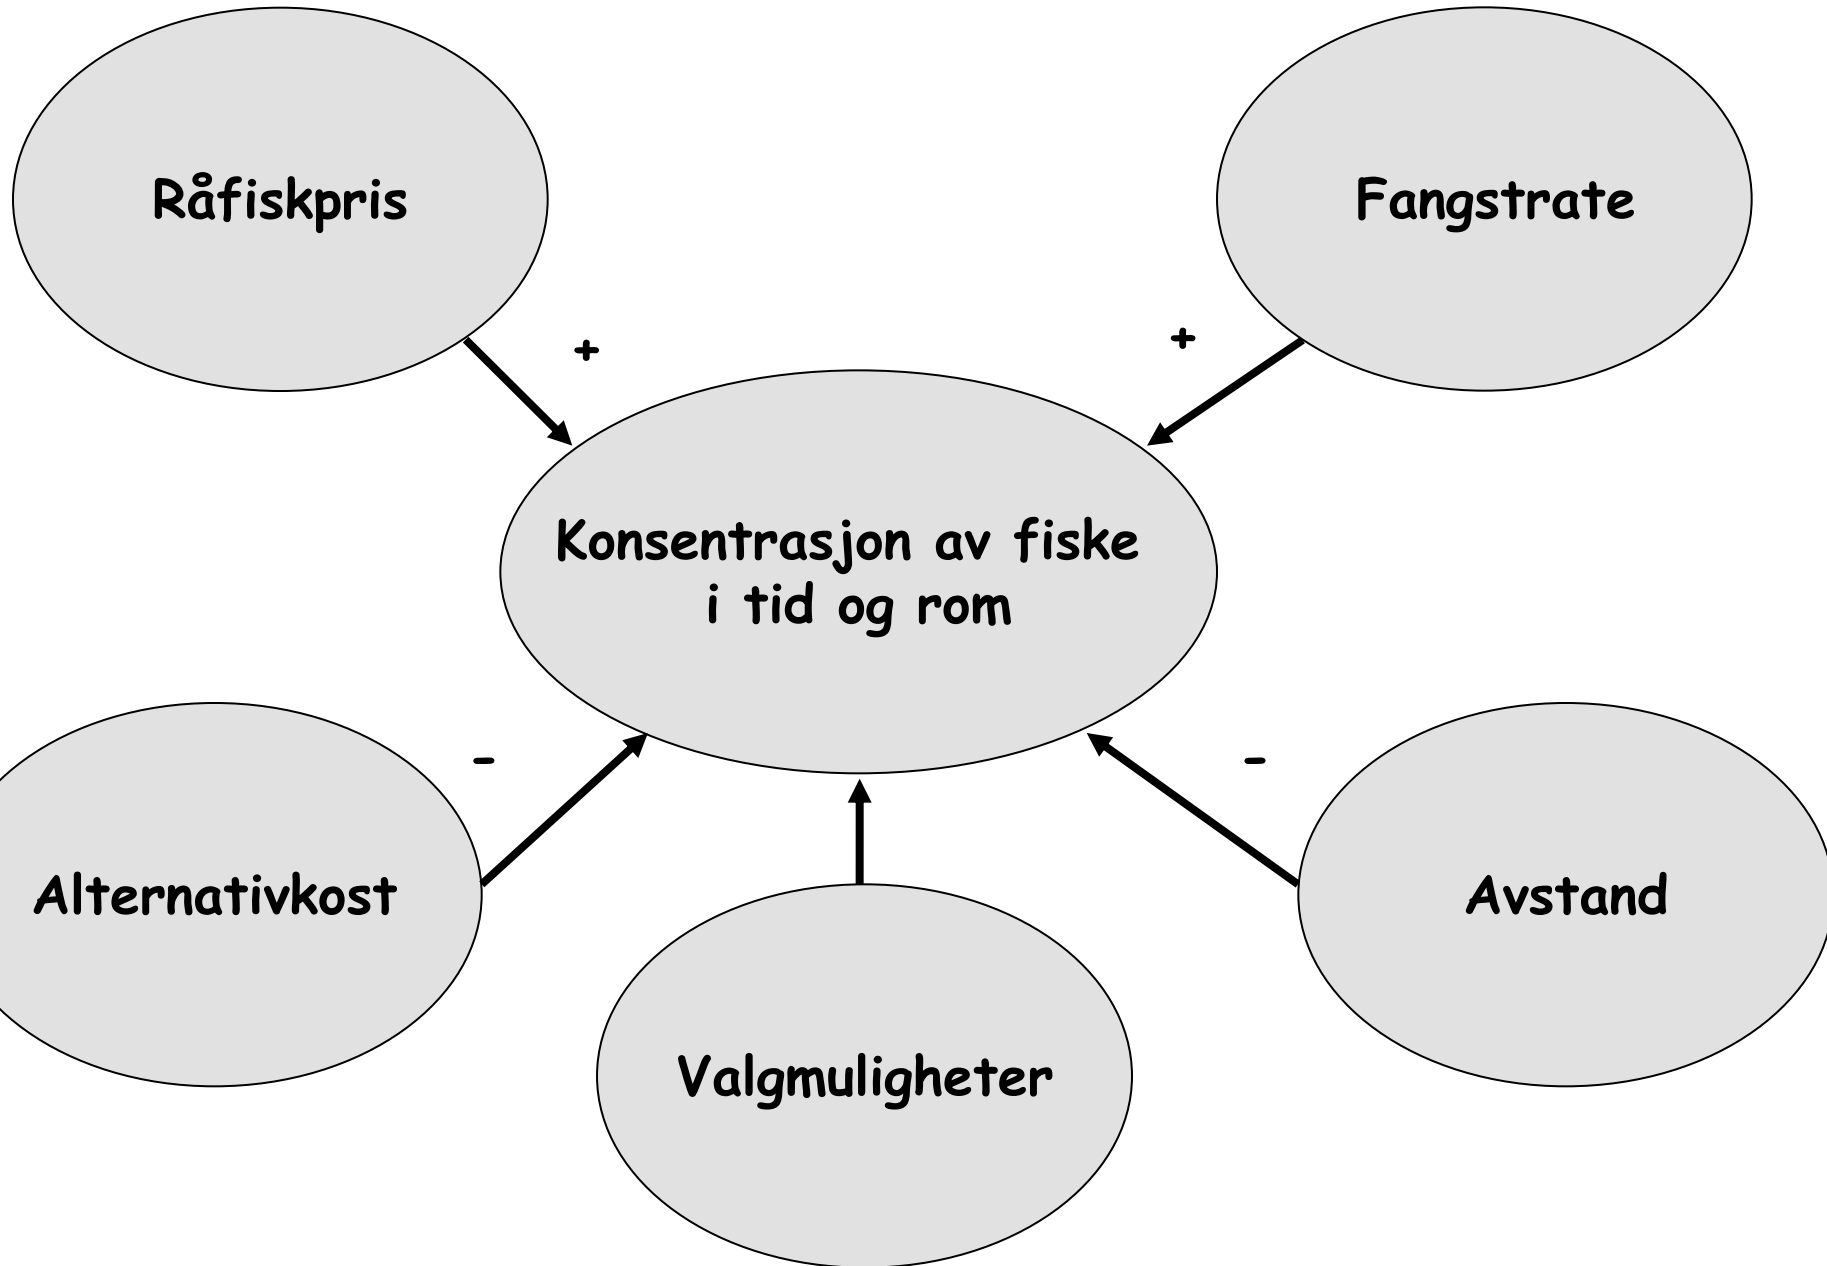 Råfiskpris
Fangstrate
+
+
Konsentrasjon av fiske
i tid og rom
-
-
Alternativkost
Avstand
Valgmuligheter